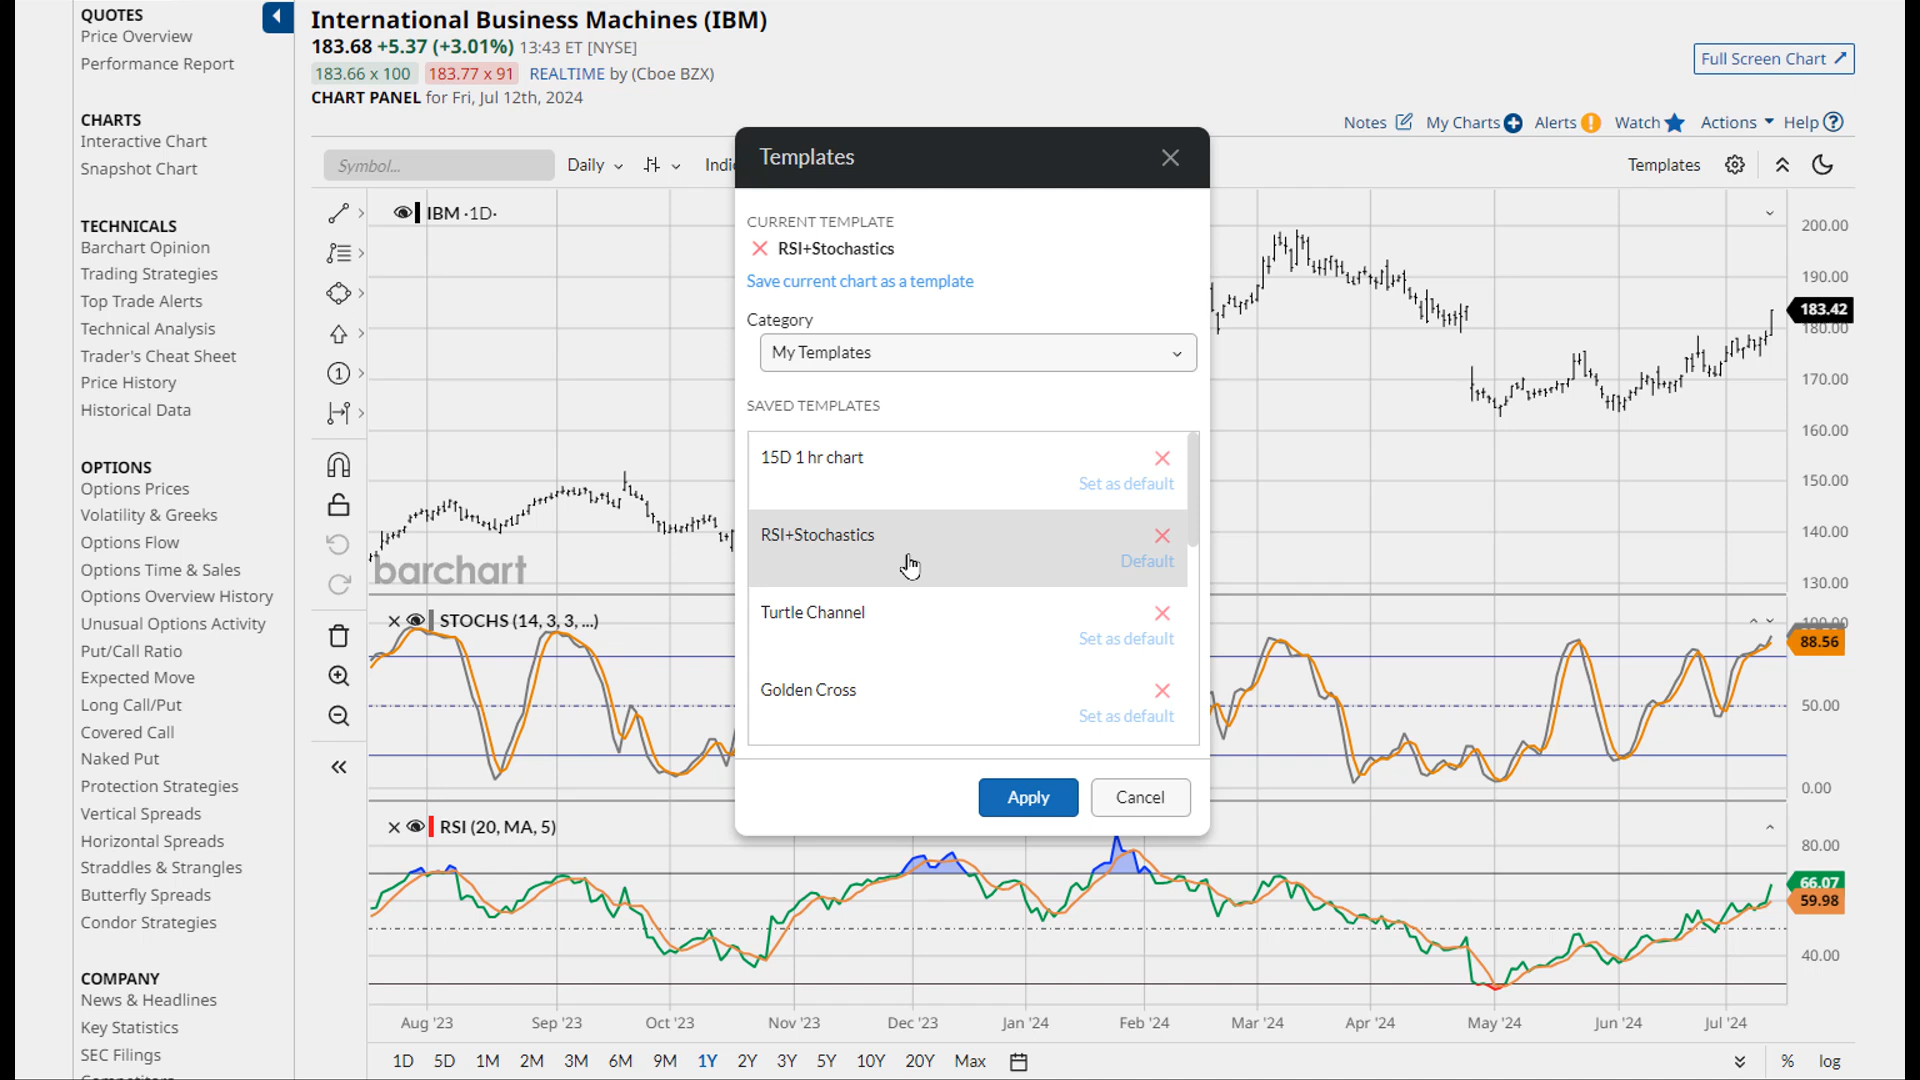 QUOTES
Price Overview
Performance Report
CHARTS
Interactive Chart
Snapshot Chart
TECHNICALS
Barchart Opinion
Trading Strategies
Top Trade Alerts
Technical Analysis
Trader's Cheat Sheet
Price History
Historical Data
OPTIONS
Options Prices
Volatility & Greeks
Options Flow
Options Time & Sales
Options Overview History
Unusual Options Activity
Put/Call Ratio
Expected Move
Long Call/Put
Covered Call
Naked Put
Protection Strategies
Vertical Spreads
Horizontal Spreads
Straddles & Strangles
Butterfly Spreads
Condor Strategies
COMPANY
News & Headlines
Key Statistics
SEC Filings
International Business Machines (IBM)
183.68 +5.37 (+3.01%) 13:43 ET [NYSE]
183.66 x 100 183.77 x 91 REALTIME by (Cboe BZX)
CHART PANEL for Fri, Jul 12th, 2024
Full Screen Chart
Notes My Charts Alerts Watch Actions Help
Symbol... Daily Indi Templates
IBM ·1D·
200.00
190.00
183.42
180.00
170.00
160.00
150.00
140.00
130.00
barchart
STOCHS (14, 3, 3, ...)
100.00
88.56
50.00
0.00
RSI (20, MA, 5)
80.00
66.07
59.98
40.00
Aug '23 Sep '23 Oct '23 Nov '23 Dec '23 Jan '24 Feb '24 Mar '24 Apr '24 May '24 Jun '24 Jul '24
1D 5D 1M 2M 3M 6M 9M 1Y 2Y 3Y 5Y 10Y 20Y Max % log
Templates
CURRENT TEMPLATE
RSI+Stochastics
Save current chart as a template
Category
My Templates
SAVED TEMPLATES
15D 1 hr chart
Set as default
RSI+Stochastics
Default
Turtle Channel
Set as default
Golden Cross
Set as default
Apply Cancel